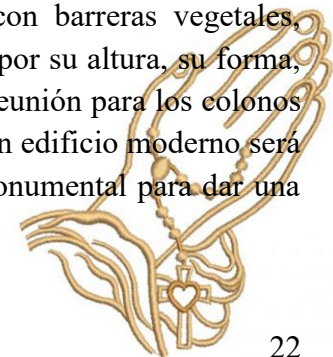 con barreras vegetales,
por su altura, su forma,
eunión para los colonos
n edificio moderno será
onumental para dar una
22